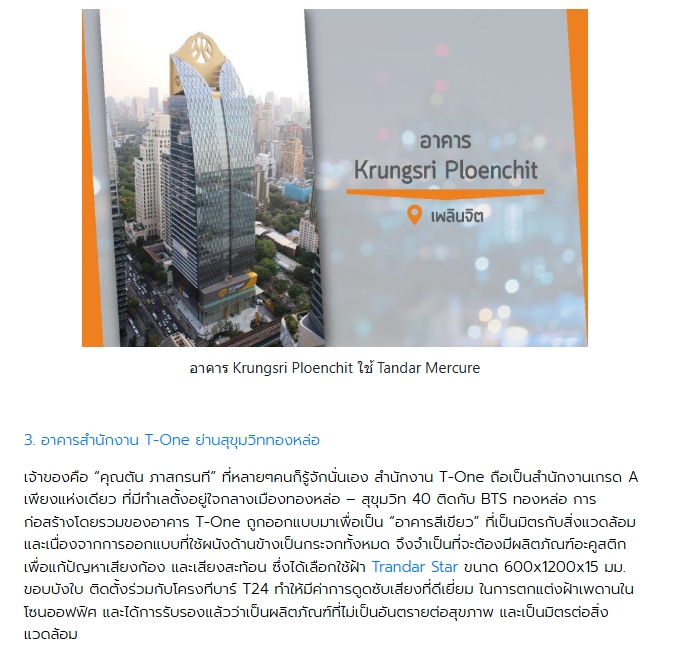 อาคาร
Krungsri Ploenchit
เพลินจิต
อาคาร Krungsri Ploenchit ใช้ Tandar Mercure
3. อาคารสำนักงาน T-One ย่านสุขุมวิททองหล่อ
เจ้าของคือ “คุณตัน ภาสกรนที” ที่หลายๆคนก็รู้จักนั่นเอง สำนักงาน T-One ถือเป็นสำนักงานเกรด A
เพียงแห่งเดียว ที่มีทำเลตั้งอยู่ใจกลางเมืองทองหล่อ – สุขุมวิท 40 ติดกับ BTS ทองหล่อ การ
ก่อสร้างโดยรวมของอาคาร T-One ถูกออกแบบมาเพื่อเป็น “อาคารสีเขียว” ที่เป็นมิตรกับสิ่งแวดล้อม
และเนื่องจากการออกแบบที่ใช้ผนังด้านข้างเป็นกระจกทั้งหมด จึงจำเป็นที่จะต้องมีผลิตภัณฑ์อะคูสติก
เพื่อแก้ปัญหาเสียงก้อง และเสียงสะท้อน ซึ่งได้เลือกใช้ฝ้า Trandar Star ขนาด 600x1200x15 มม.
ขอบบังใบ ติดตั้งร่วมกับโครงทีบาร์ T24 ทำให้มีค่าการดูดซับเสียงที่ดีเยี่ยม ในการตกแต่งฝ้าเพดานใน
โซนออฟฟิศ และได้การรับรองแล้วว่าเป็นผลิตภัณฑ์ที่ไม่เป็นอันตรายต่อสุขภาพ และเป็นมิตรต่อสิ่ง
แวดล้อม